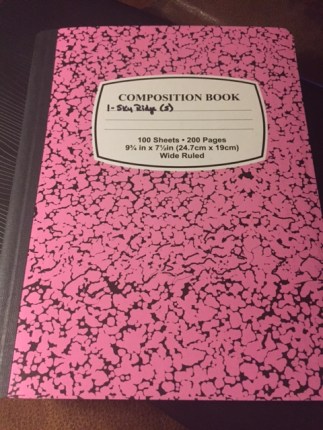 COMPOSITION BOOK
1- Sky Ridge (S)
100 Sheets • 200 Pages
9¾ in x 7½in (24.7cm x 19cm)
Wide Ruled